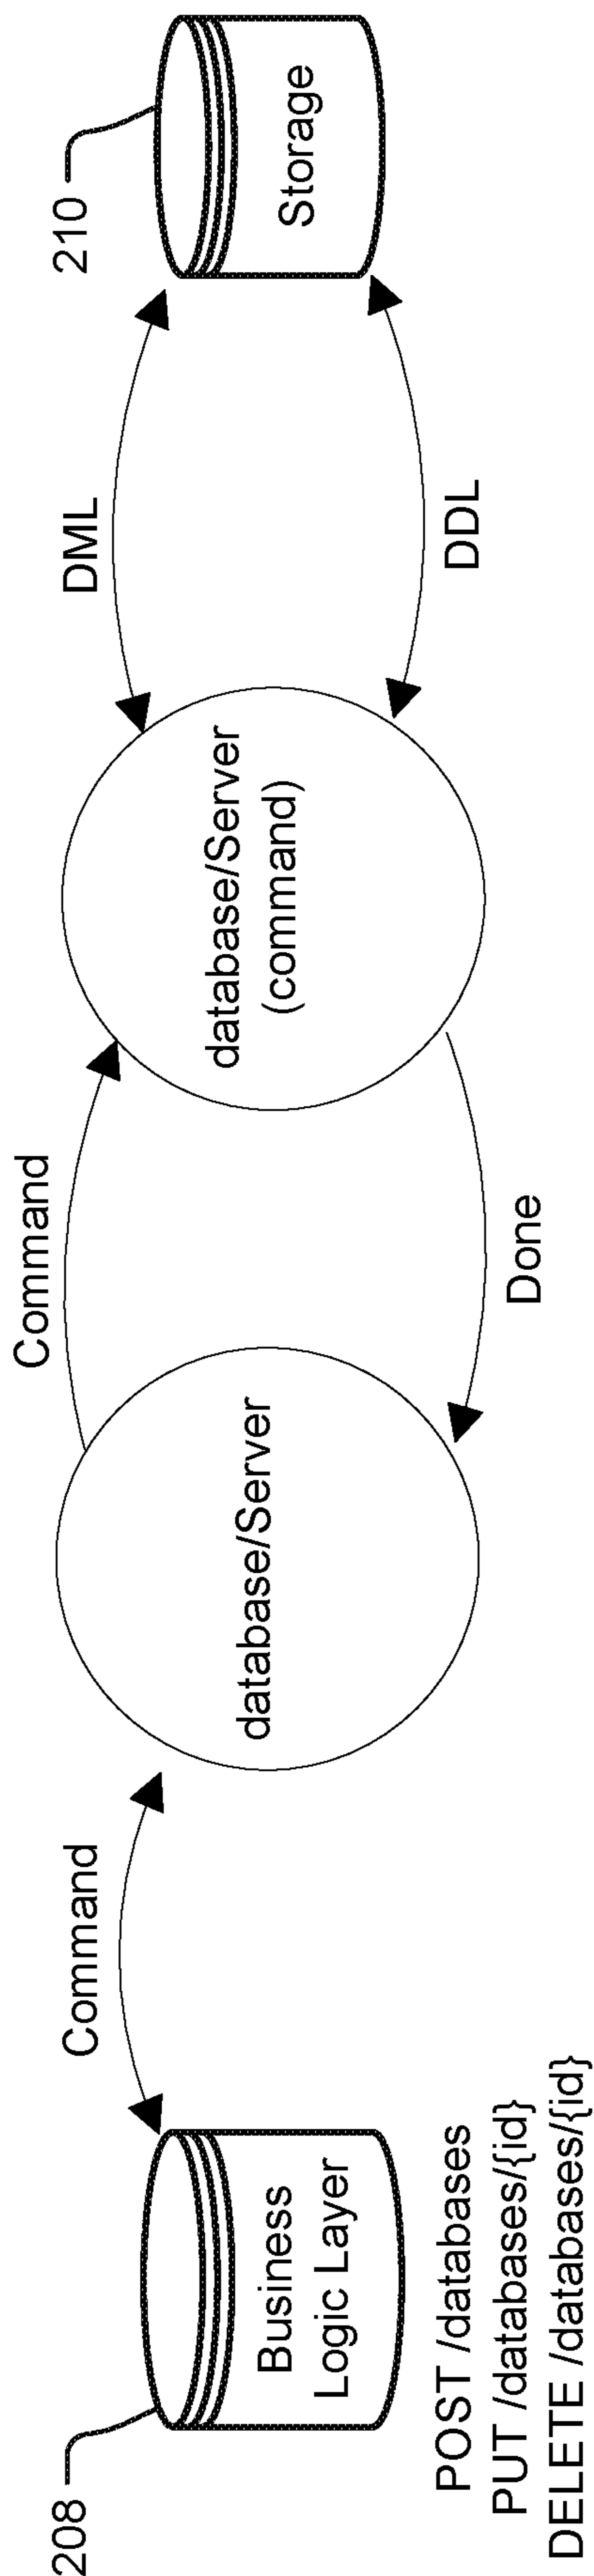 208
Business
Logic Layer
POST /databases
PUT /databases/{id}
DELETE /databases/{id}
Command
database/Server
Command
Done
database/Server
(command)
DML
DDL
210
Storage